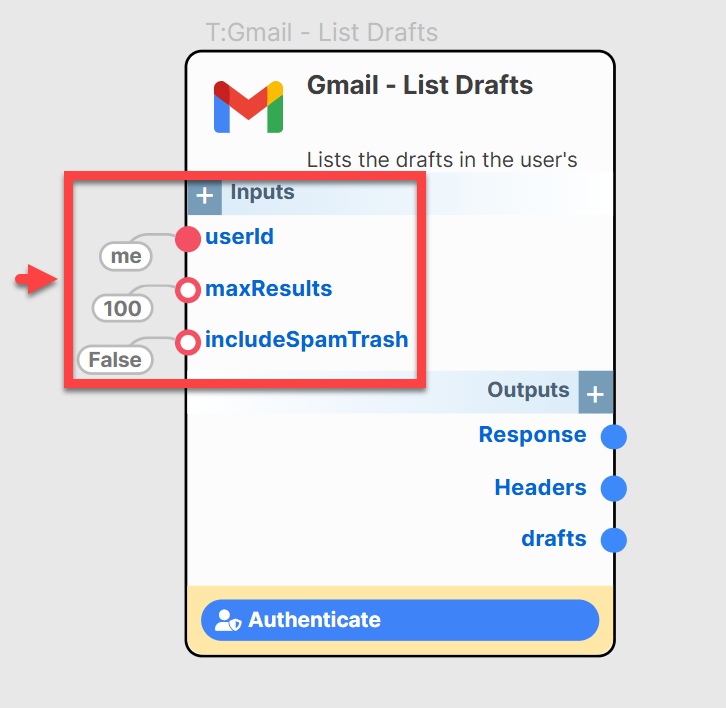 T:Gmail - List Drafts
Gmail - List Drafts
Lists the drafts in the user's
+ Inputs
me
userId
100
maxResults
False
includeSpamTrash
Outputs +
Response
Headers
drafts
Authenticate